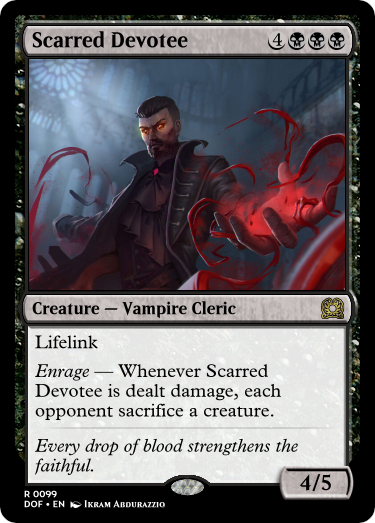 Scarred Devotee 4
Creature — Vampire Cleric
Lifelink
Enrage — Whenever Scarred
Devotee is dealt damage, each
opponent sacrifice a creature.
Every drop of blood strengthens the
faithful.
4/5
R 0099
DOF • EN Ikram Abdurazzio